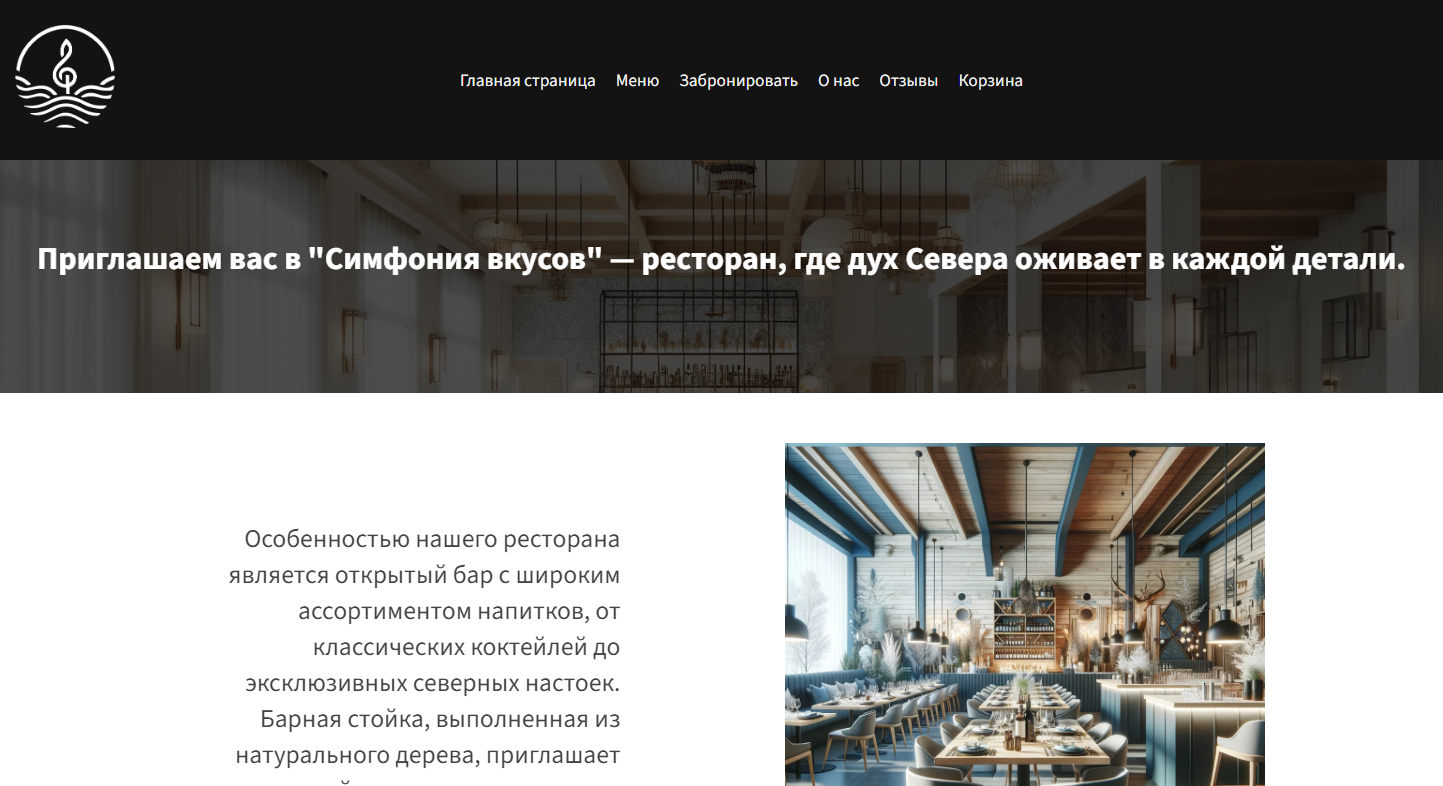 Главная страница Меню Забронировать О нас Отзывы Корзина
Приглашаем вас в "Симфония вкусов" — ресторан, где дух Севера оживает в каждой детали.
Особенностью нашего ресторана
является открытый бар с широким
ассортиментом напитков, от
классических коктейлей до
эксклюзивных северных настоек.
Барная стойка, выполненная из
натурального дерева, приглашает